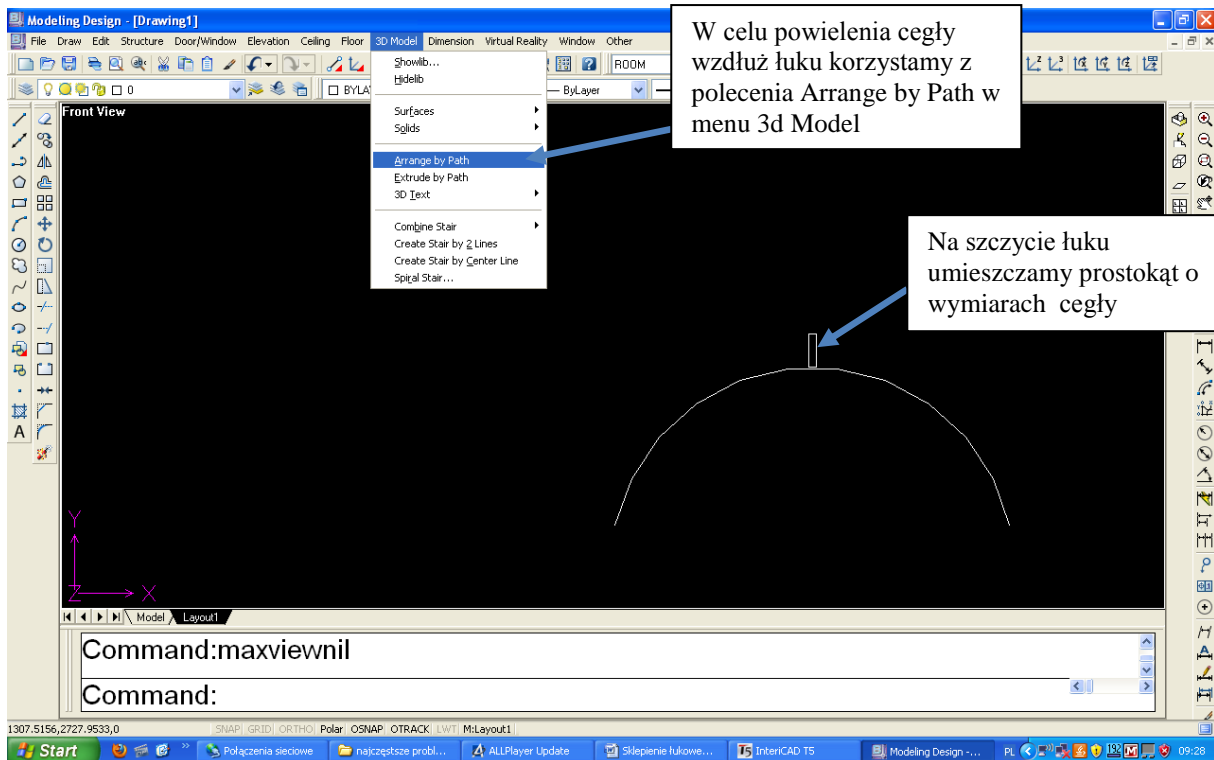 Modeling Design - [Drawing1]
File Draw Edit Structure Door/Window Elevation Ceiling Floor 3D Model Dimension Virtual Reality Window Other
ROOM
0
BYLA
ByLayer
Front View
Showlib...
Hidelib
Surfaces
Solids
Arrange by Path
Extrude by Path
3D Text
Combine Stair
Create Stair by 2 Lines
Create Stair by Center Line
Spiral Stair...
W celu powielenia cegły
wzdłuż łuku korzystamy z
polecenia Arrange by Path w
menu 3d Model
Na szczycie łuku
umieszczamy prostokąt o
wymiarach cegły
A
Y
Z
X
Model Layout1
Command:maxviewnil
Command:
1307.5156,2727.9533,0 SNAP GRID ORTHO Polar OSNAP OTRACK LWT M:Layout1
Start Połączenia sieciowe najczęstsze probl... ALLPlayer Update Sklepienie łukowe... InteriCAD T5 Modeling Design -... PL 09:28